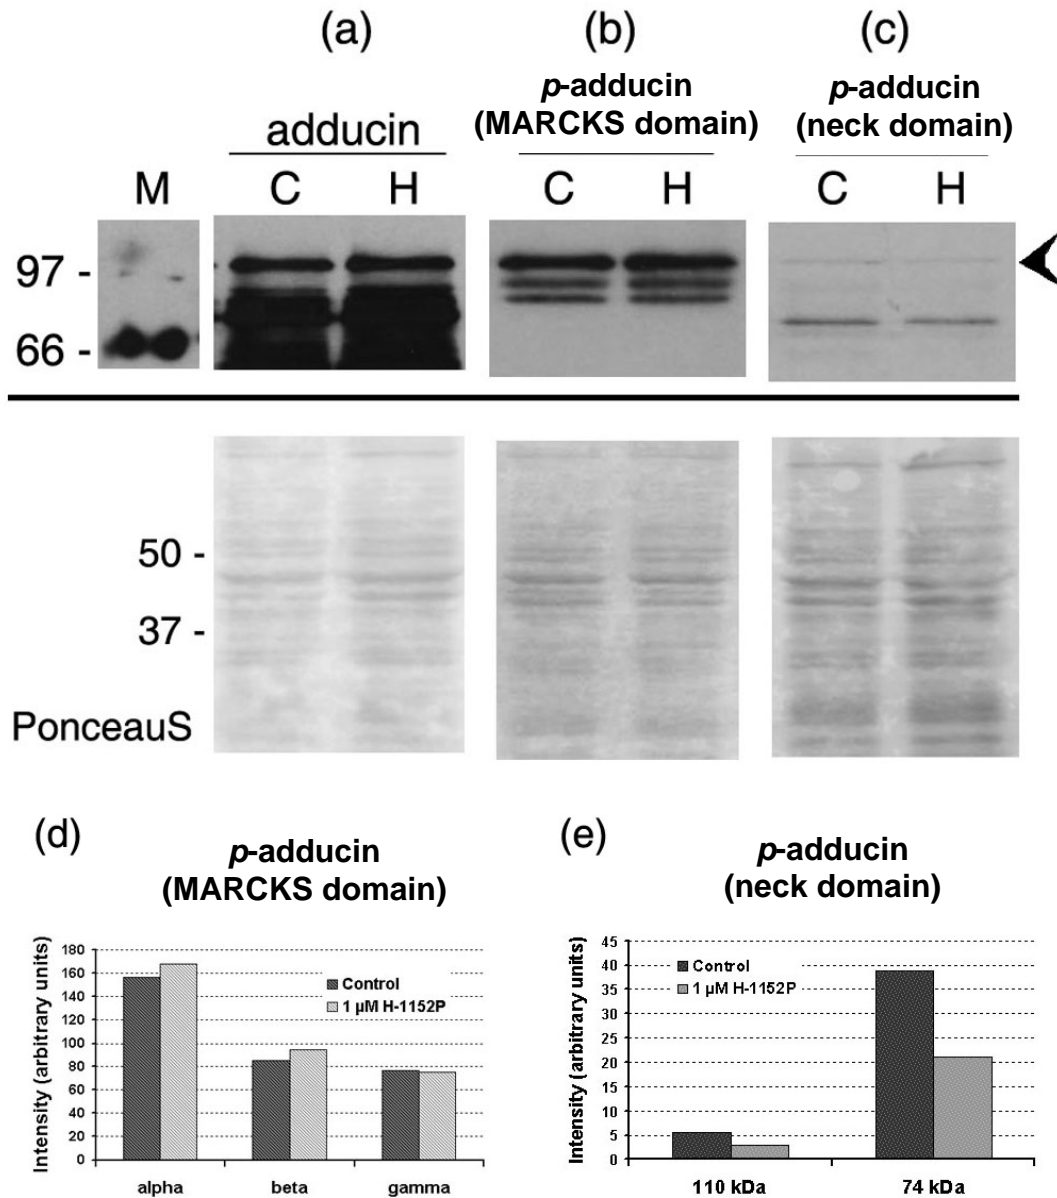 (a)
(b)
(c)
adducin
p-adducin
(MARCKS domain)
p-adducin
(neck domain)
M
C
H
C
H
C
H
97 -
66 -
50 -
37 -
PonceauS
(d)
p-adducin
(MARCKS domain)
Intensity (arbitrary units)
180
160
140
120
100
80
60
40
20
0
Control
1 µM H-1152P
alpha
beta
gamma
(e)
p-adducin
(neck domain)
Intensity (arbitrary units)
45
40
35
30
25
20
15
10
5
0
Control
1 µM H-1152P
110 kDa
74 kDa